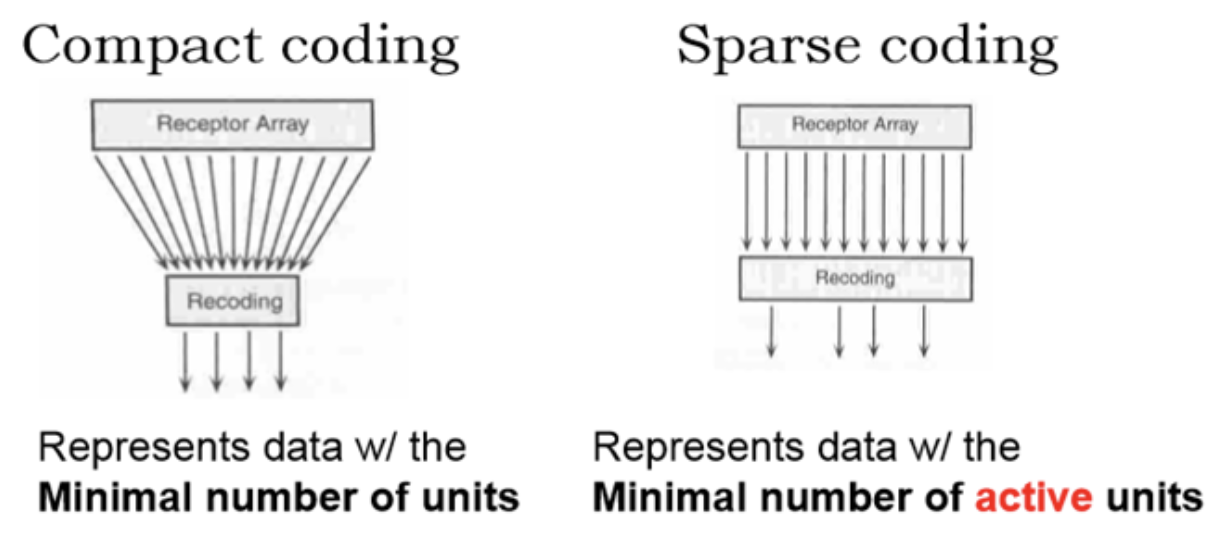 Compact coding
Receptor Array
Recoding
Represents data w/ the
Minimal number of units
Sparse coding
Receptor Array
Recoding
Represents data w/ the
Minimal number of active units